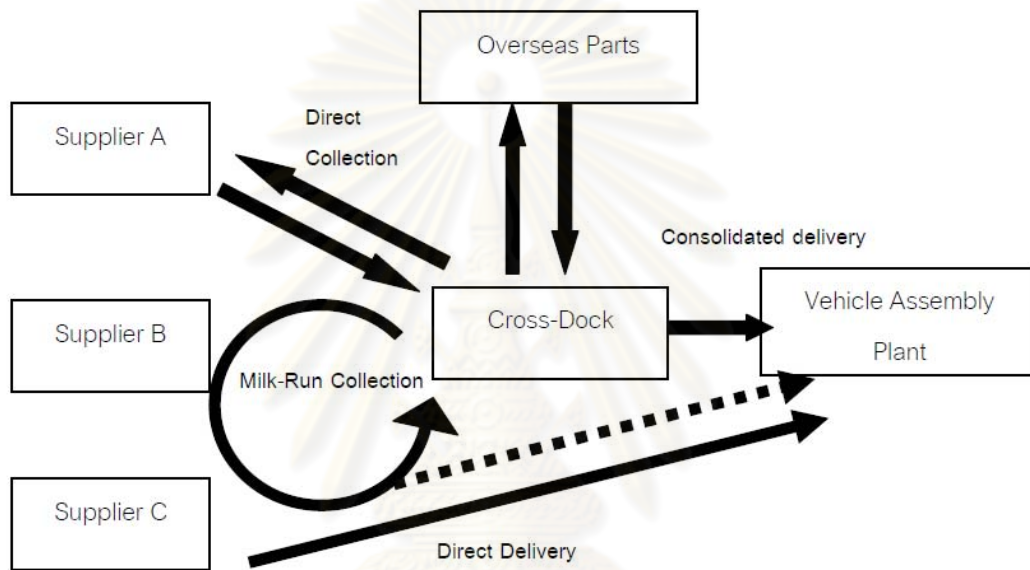 Overseas Parts
Supplier A
Direct
Collection
Consolidated delivery
Supplier B
Cross-Dock
Vehicle Assembly
Plant
Milk-Run Collection
Supplier C
Direct Delivery